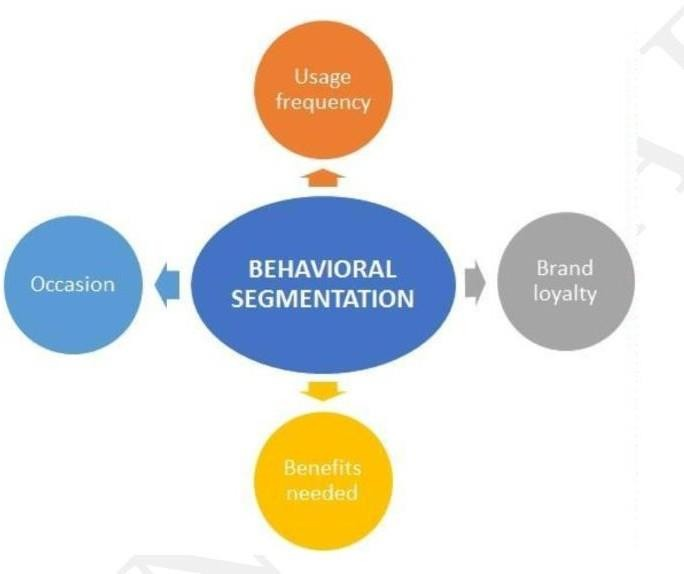 Usage
frequency
Occasion
BEHAVIORAL
SEGMENTATION
Brand
loyalty
Benefits
needed